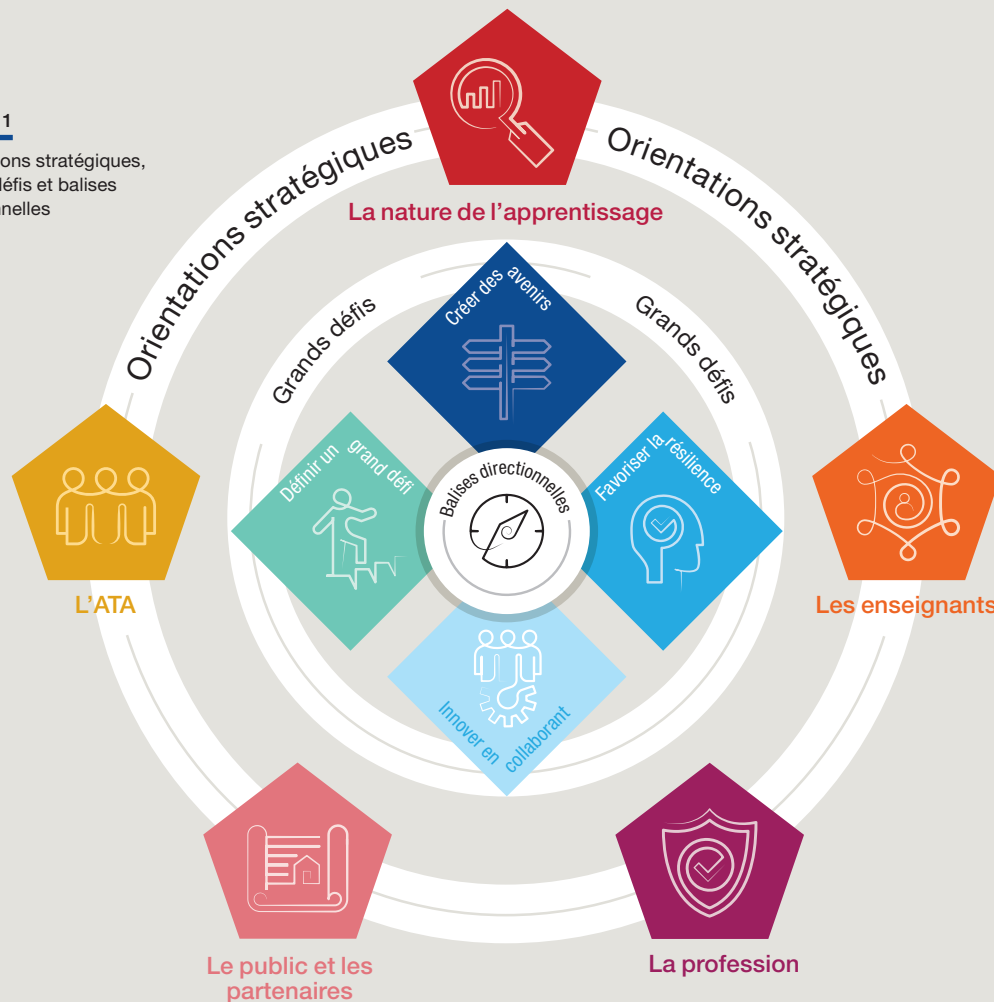 1
ons stratégiques,
défis et balises
nnelles
Orientations stratégiques
Orientations stratégiques
La nature de l'apprentissage
Grands défis
Grands défis
Créer des avenirs
Définir un grand défi
Favoriser la résilience
Balises directionnelles
Innover en collaborant
L'ATA
Les enseignants
Le public et les
partenaires
La profession